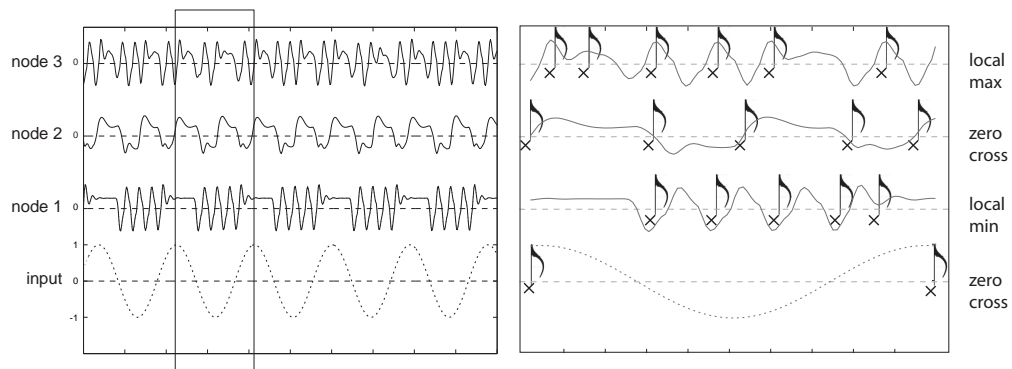 node 3
0
node 2
0
node 1
0
1
input
0
-1
local
max
zero
cross
local
min
zero
cross